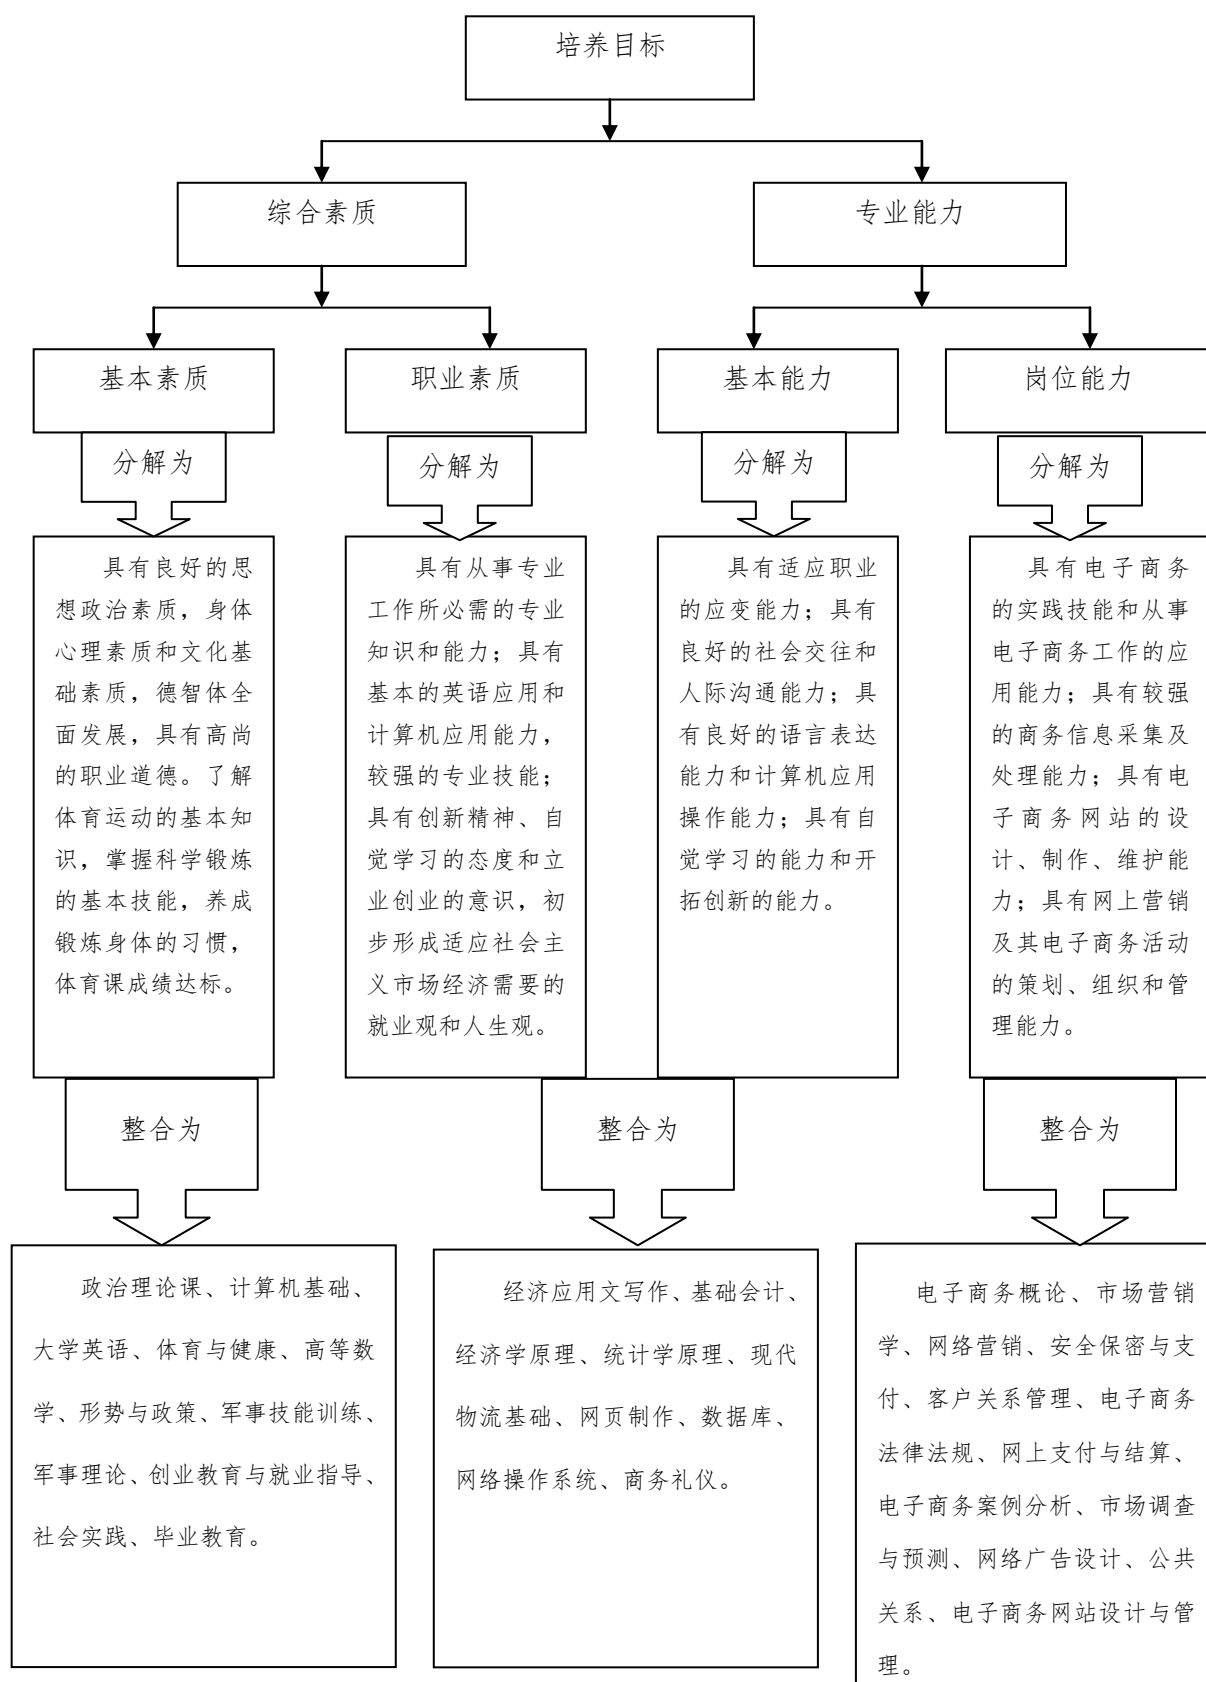 培养目标
综合素质
专业能力
基本素质
职业素质
基本能力
岗位能力
分解为
分解为
分解为
分解为
具有良好的思
想政治素质，身体
心理素质和文化基
础素质，德智体全
面发展，具有高尚
的职业道德。了解
体育运动的基本知
识，掌握科学锻炼
的基本技能，养成
锻炼身体的习惯，
体育课成绩达标。
具有从事专业
工作所必需的专业
知识和能力；具有
基本的英语应用和
计算机应用能力，
较强的专业技能；
具有创新精神、自
觉学习的态度和立
业创业的意识，初
步形成适应社会主
义市场经济需要的
就业观和人生观。
具有适应职业
的应变能力；具有
良好的社会交往和
人际沟通能力；具
有良好的语言表达
能力和计算机应用
操作能力；具有自
觉学习的能力和开
拓创新的能力。
具有电子商务
的实践技能和从事
电子商务工作的应
用能力；具有较强
的商务信息采集及
处理能力；具有电
子商务网站的设
计、制作、维护能
力；具有网上营销
及其电子商务活动
的策划、组织和管
理能力。
整合为
整合为
整合为
政治理论课、计算机基础、
大学英语、体育与健康、高等数
学、形势与政策、军事技能训练、
军事理论、创业教育与就业指导、
社会实践、毕业教育。
经济应用文写作、基础会计、
经济学原理、统计学原理、现代
物流基础、网页制作、数据库、
网络操作系统、商务礼仪。
电子商务概论、市场营销
学、网络营销、安全保密与支
付、客户关系管理、电子商务
法律法规、网上支付与结算、
电子商务案例分析、市场调查
与预测、网络广告设计、公共
关系、电子商务网站设计与管
理。